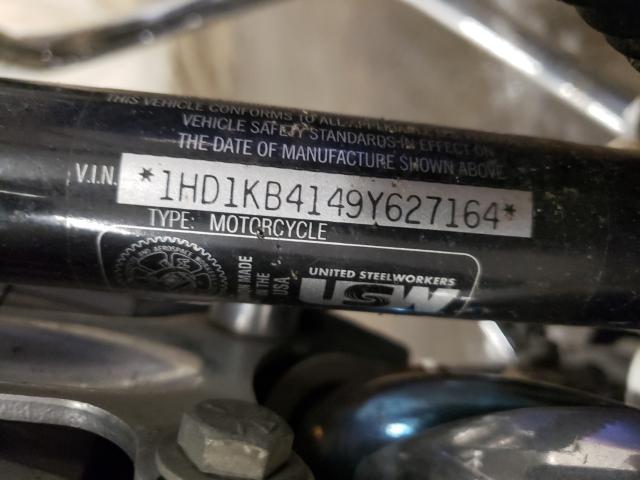 THIS VEHICLE CONFORMS TO ALL APPLICABLE
VEHICLE SAFETY STANDARDS IN EFFECT ON
THE DATE OF MANUFACTURE SHOWN ABOVE
V.I.N. *1HD1KB4149Y627164*
TYPE: MOTORCYCLE
AEROSPACE
MADE
IN THE
USA
UNITED STEELWORKERS
USW